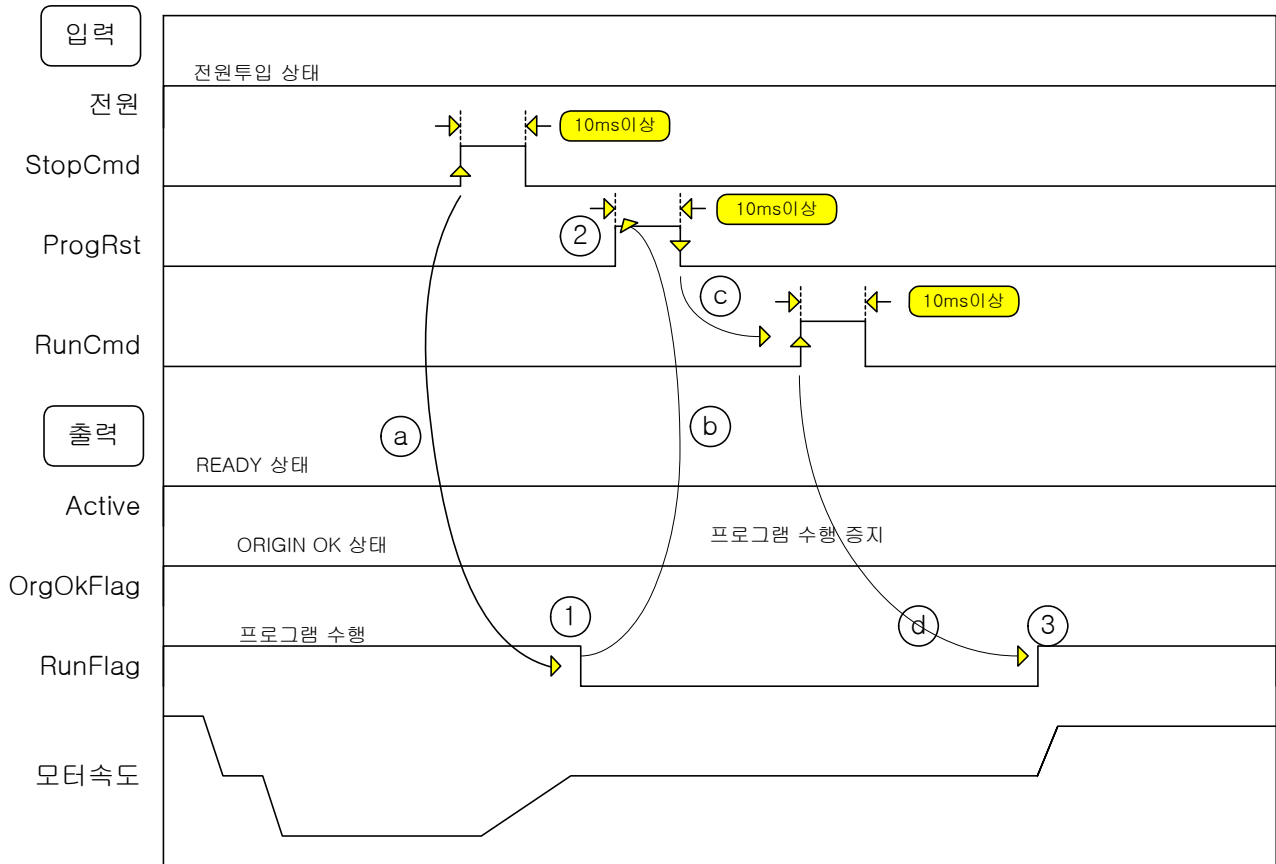 입력
전원투입 상태
전원
10ms이상
StopCmd
10ms이상
2
ProgRst
c
10ms이상
RunCmd
출력
a
b
READY 상태
Active
프로그램 수행 증지
ORIGIN OK 상태
OrgOkFlag
1
d
3
프로그램 수행
RunFlag
모터속도